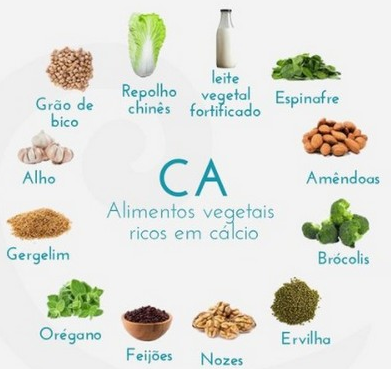 Grão de
bico
Repolho
chinês
leite
vegetal
fortificado
Espinafre
Alho
CA
Alimentos vegetais
ricos em cálcio
Amêndoas
Gergelim
Brócolis
Orégano
Feijões
Nozes
Ervilha